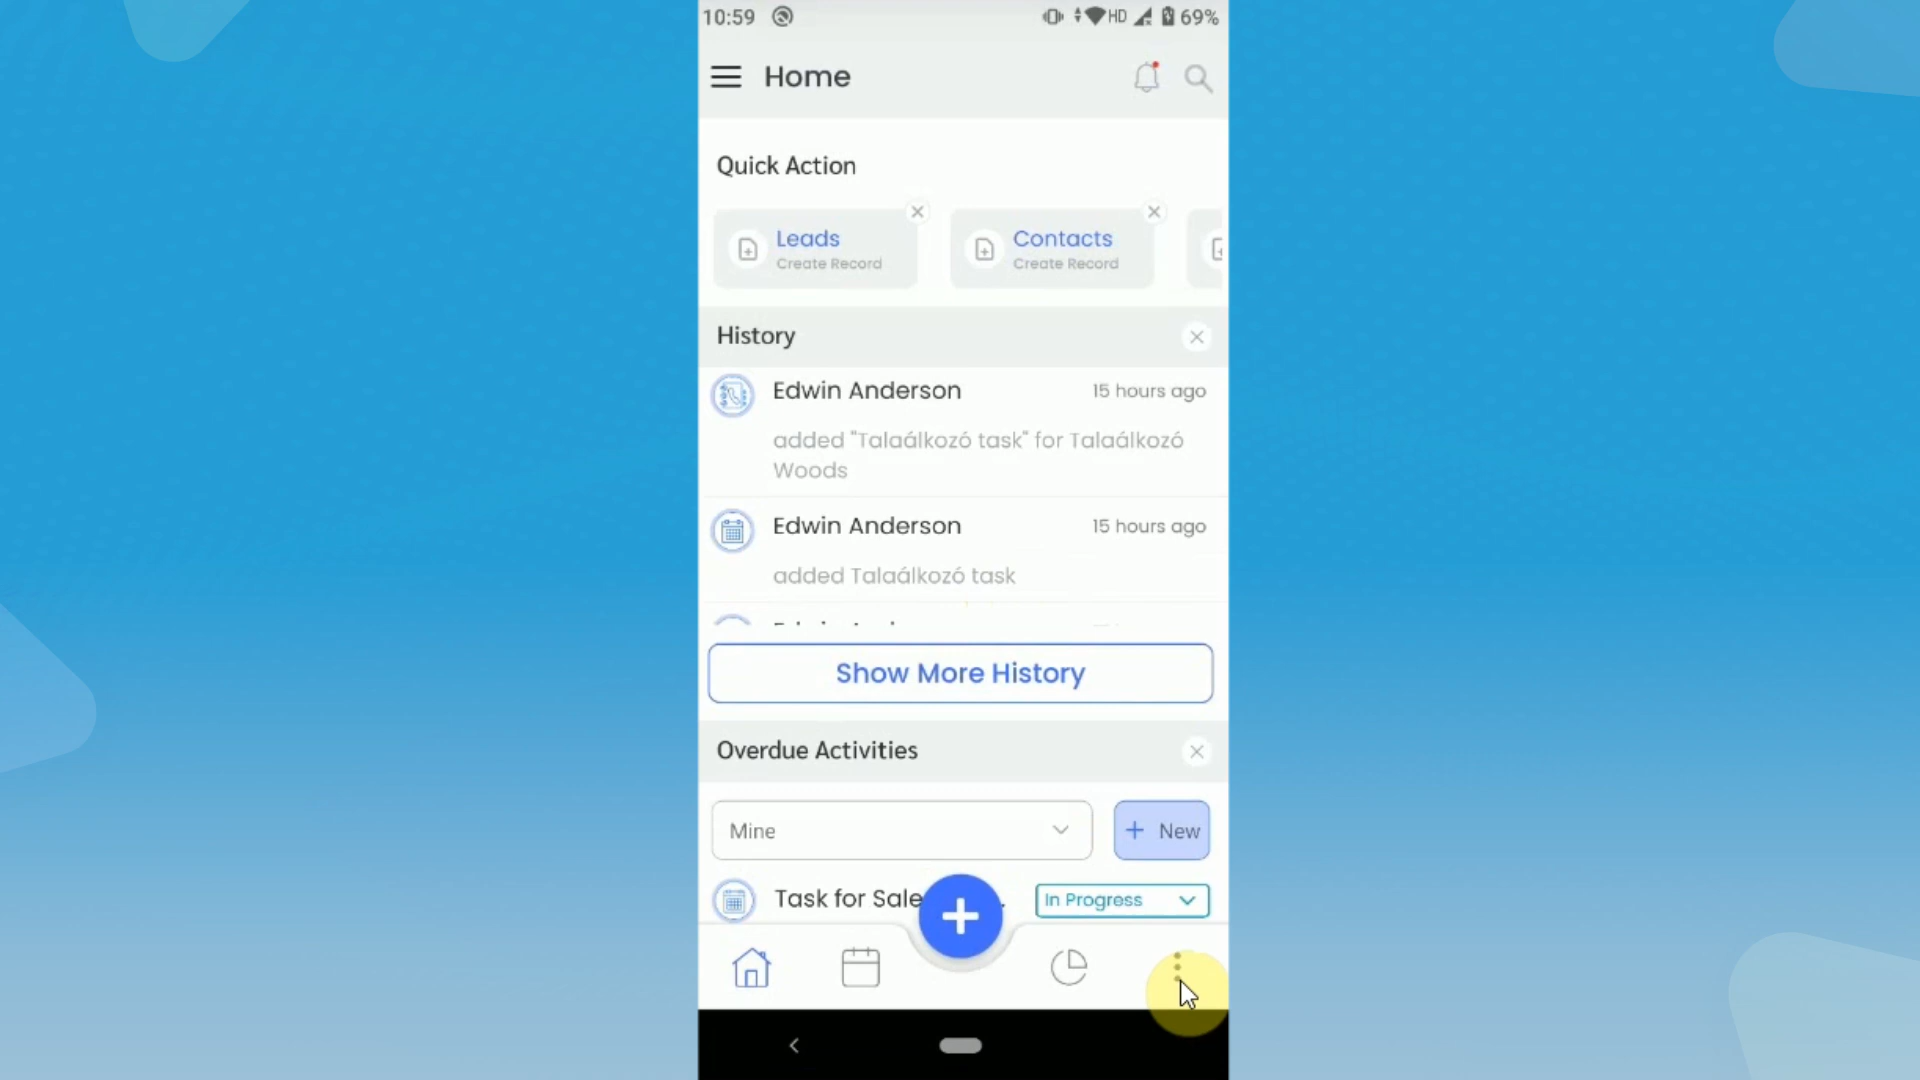 10:59 HD 69%
Home
Quick Action
Leads
Create Record
Contacts
Create Record
History
Edwin Anderson 15 hours ago
added "Talaálkozó task" for Talaálkozó
Woods
Edwin Anderson 15 hours ago
added Talaálkozó task
Show More History
Overdue Activities
Mine
New
Task for Sale
In Progress